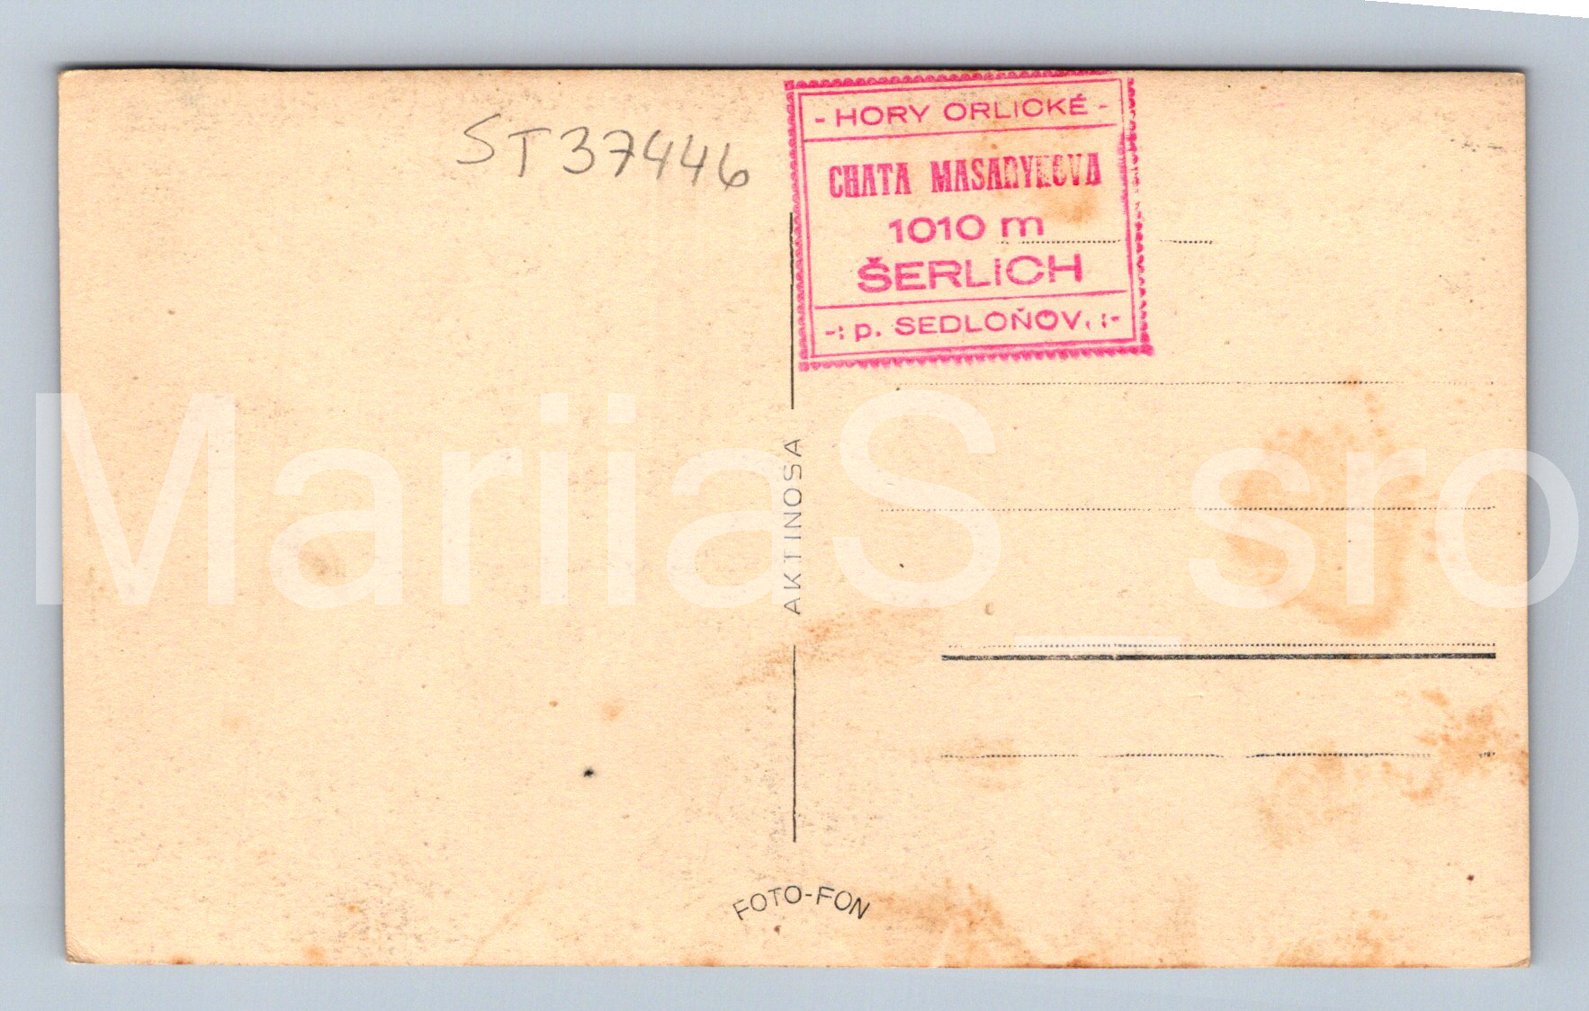 ST37446
- HORY ORLICKÉ -
CHATA MASARYKOVA
1010 m
ŠERLICH
-: p. SEDLOŇOV. :-
AKTINOSA
MariiaS_sro
FOTO-FON